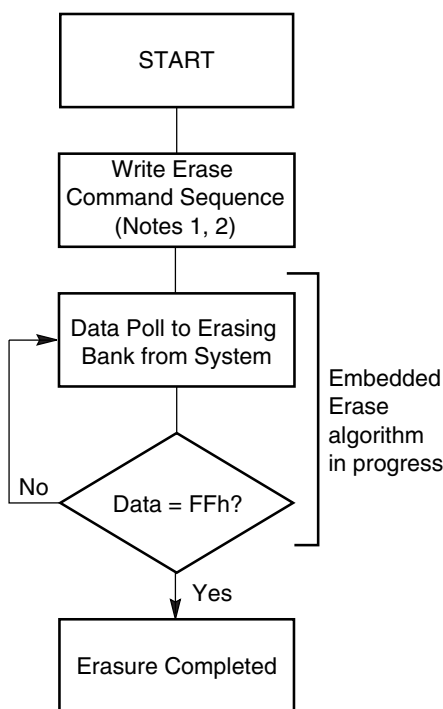 START
Write Erase
Command Sequence
(Notes 1, 2)
Data Poll to Erasing
Bank from System
Embedded
Erase
algorithm
in progress
No
Data = FFh?
Yes
Erasure Completed